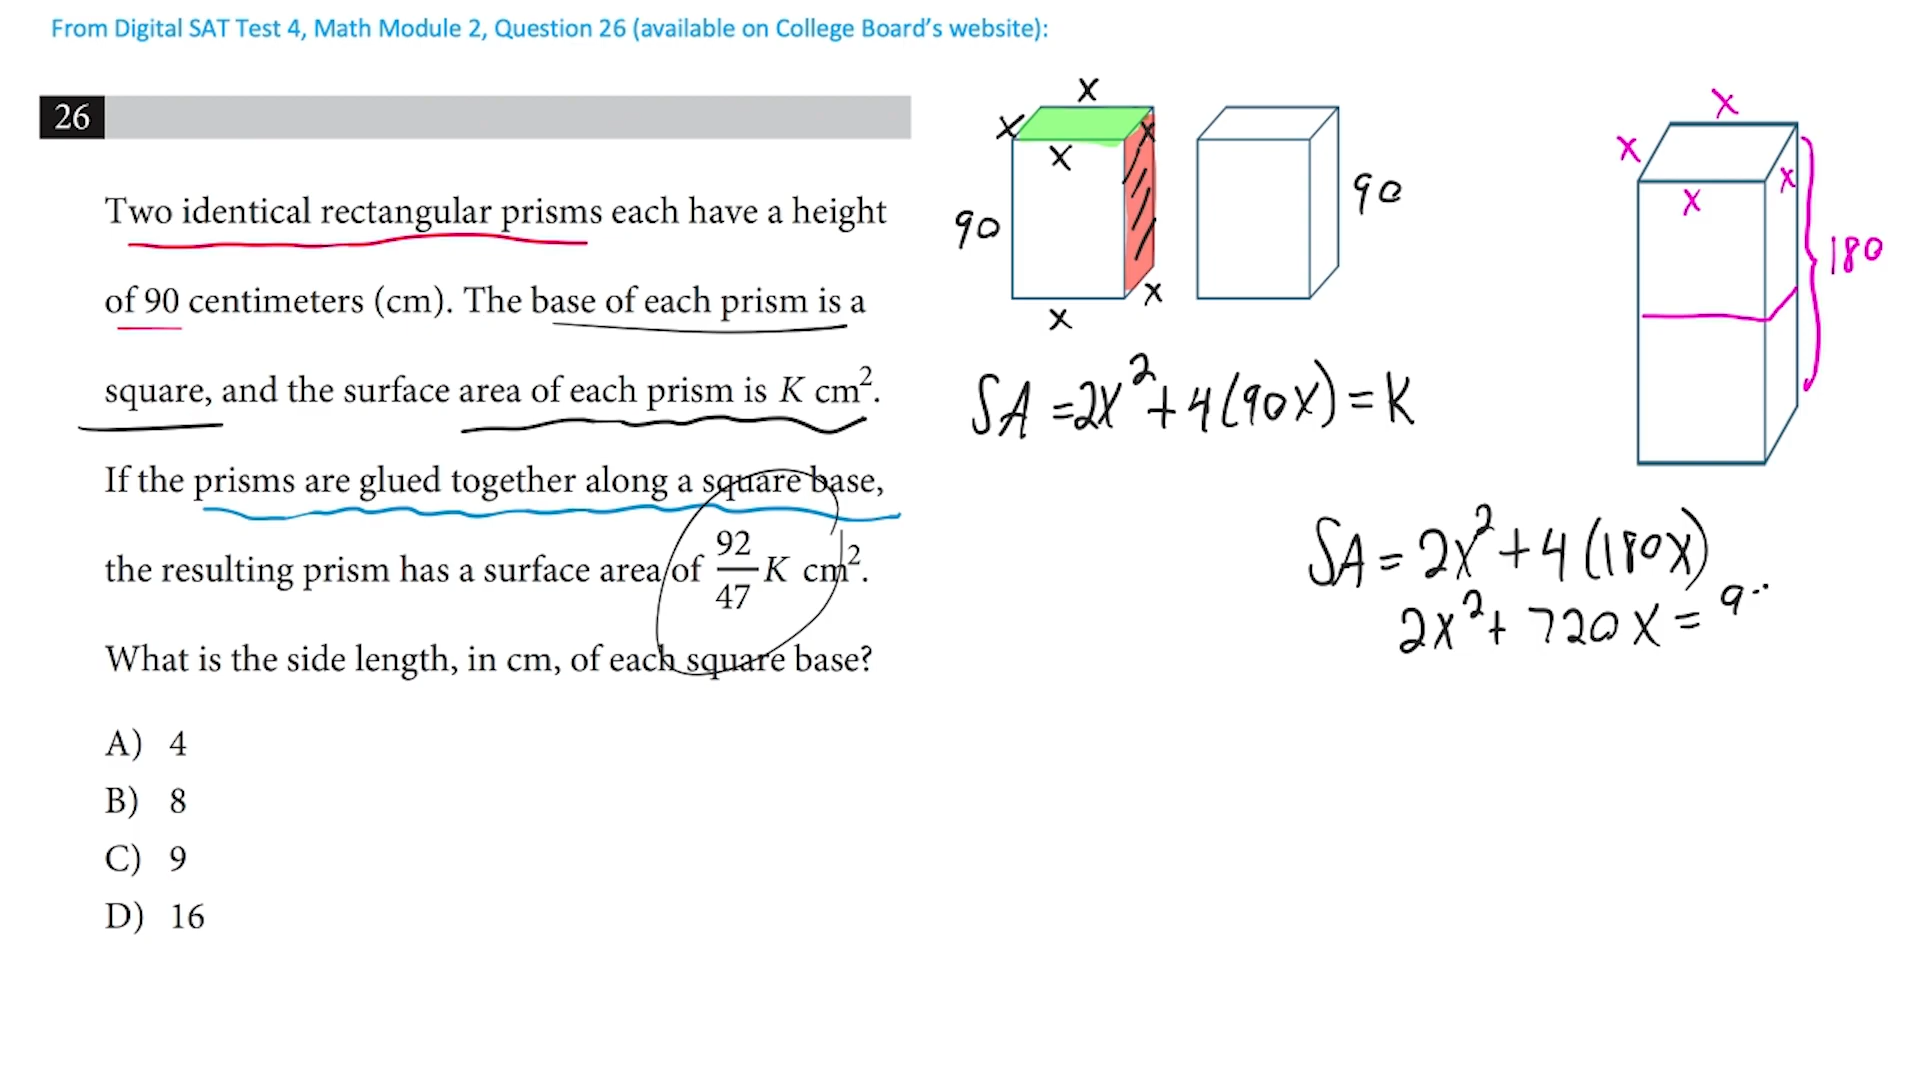 From Digital SAT Test 4, Math Module 2, Question 26 (available on College Board’s website):
26
Two identical rectangular prisms each have a height
of 90 centimeters (cm). The base of each prism is a
square, and the surface area of each prism is K cm².
If the prisms are glued together along a square base,
the resulting prism has a surface area of 92/47 K cm².
What is the side length, in cm, of each square base?
A) 4
B) 8
C) 9
D) 16
x
x
x
x
90
x
x
90
SA = 2x² + 4(90x) = K
x
x
x
x
180
SA = 2x² + 4(180x)
2x² + 720x = 9